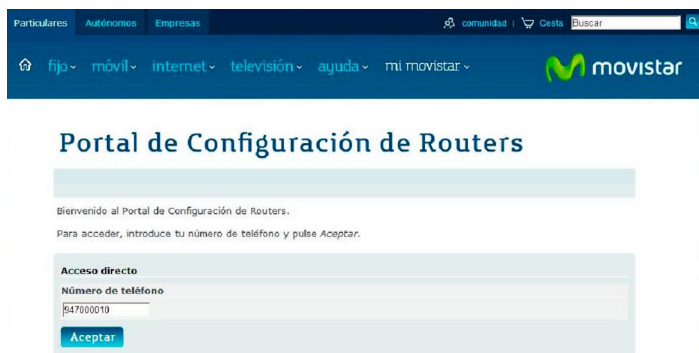 Particulares Autónomos Empresas comunidad | Cesta Buscar
fijo móvil internet televisión ayuda mi movistar movistar
Portal de Configuración de Routers
Bienvenido al Portal de Configuración de Routers.
Para acceder, introduce tu número de teléfono y pulse Aceptar.
Acceso directo
Número de teléfono
947000010
Aceptar